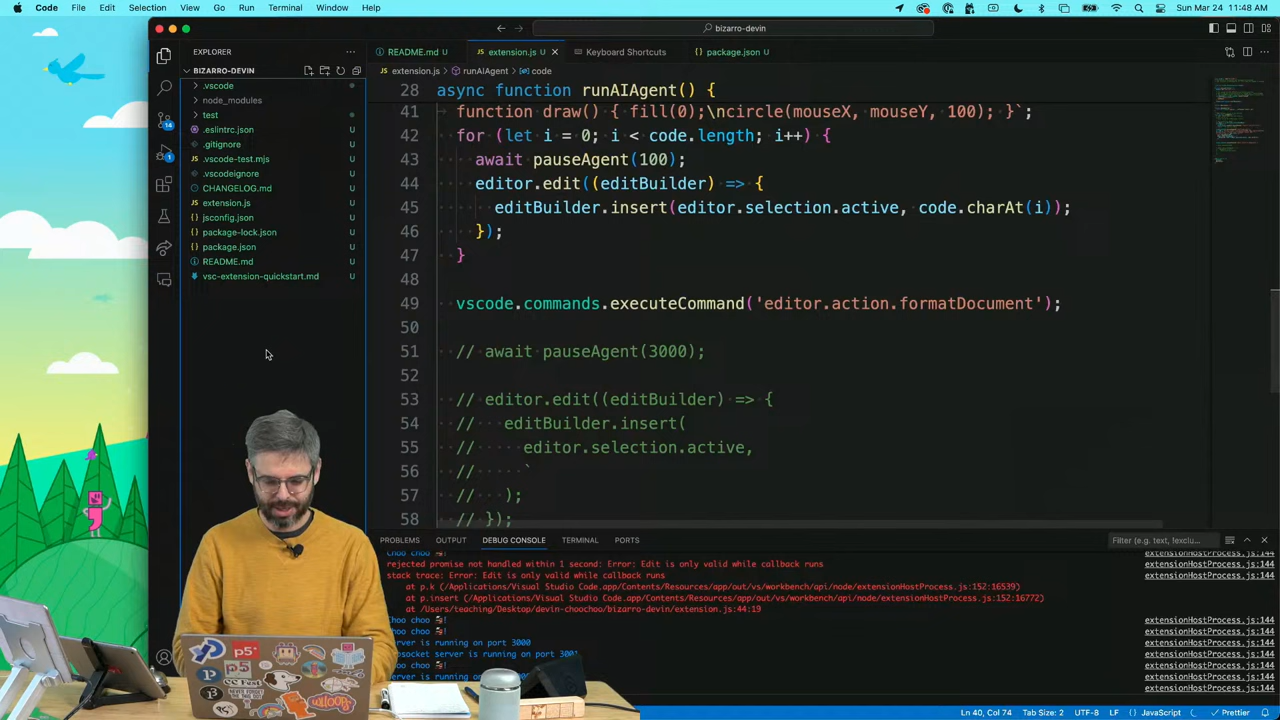 Code File Edit Selection View Go Run Terminal Window Help
Sun Mar 24 11:48 AM
bizarro-devin
EXPLORER
README.md U
extension.js U
Keyboard Shortcuts
package.json U
BIZARRO-DEVIN
extension.js > runAIAgent > code
.vscode
node_modules
test
.eslintrc.json U
.gitignore U
.vscode-test.mjs U
.vscodeignore U
CHANGELOG.md U
extension.js U
jsconfig.json U
package-lock.json U
package.json U
README.md U
vsc-extension-quickstart.md U
14
1
28 async function runAIAgent() {
41 function draw() { fill(0);\ncircle(mouseX, mouseY, 100); }`;
42 for (let i = 0; i < code.length; i++) {
43 await pauseAgent(100);
44 editor.edit((editBuilder) => {
45 editBuilder.insert(editor.selection.active, code.charAt(i));
46 });
47 }
48
49 vscode.commands.executeCommand('editor.action.formatDocument');
50
51 // await pauseAgent(3000);
52
53 // editor.edit((editBuilder) => {
54 // editBuilder.insert(
55 // editor.selection.active,
56 // `
57 // );
58 // });
PROBLEMS OUTPUT DEBUG CONSOLE TERMINAL PORTS
Filter (e.g. text, !exclu...
Choo choo 🚂! extensionHostProcess.js:144
rejected promise not handled within 1 second: Error: Edit is only valid while callback runs extensionHostProcess.js:144
stack trace: Error: Edit is only valid while callback runs extensionHostProcess.js:144
at p.k (/Applications/Visual Studio Code.app/Contents/Resources/app/out/vs/workbench/api/node/extensionHostProcess.js:152:16539)
at p.insert (/Applications/Visual Studio Code.app/Contents/Resources/app/out/vs/workbench/api/node/extensionHostProcess.js:152:16772)
at /Users/teaching/Desktop/devin-choochoo/bizarro-devin/extension.js:44:19
Choo choo 🚂! extensionHostProcess.js:144
Choo choo 🚂! extensionHostProcess.js:144
Server is running on port 3000 extensionHostProcess.js:144
Websocket server is running on port 3001 extensionHostProcess.js:144
Choo choo 🚂! extensionHostProcess.js:144
Server is running on extensionHostProcess.js:144
p5*
p5
WHOOPS
Ln 40, Col 74 Tab Size: 2 UTF-8 LF {} JavaScript Prettier